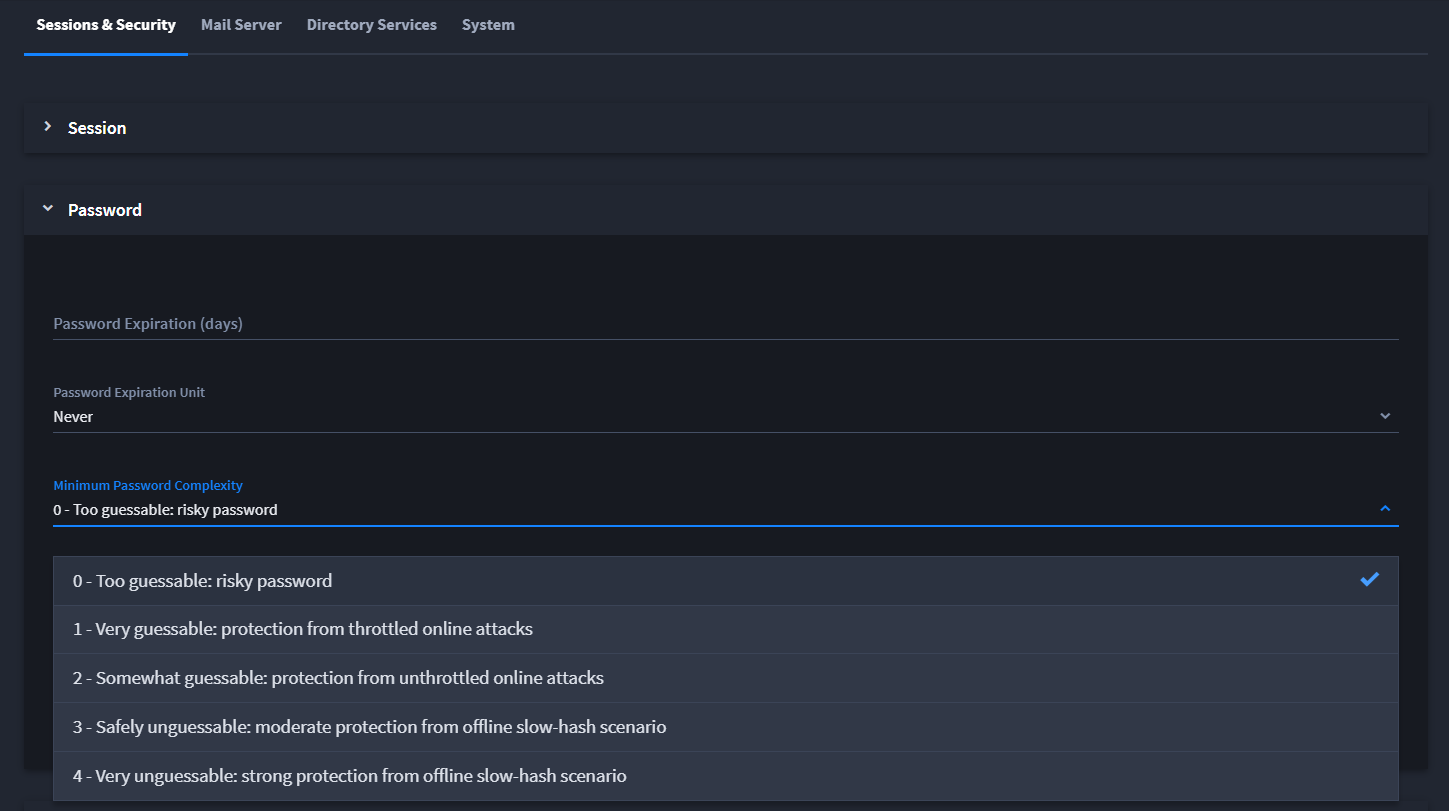 Sessions & Security Mail Server Directory Services System
Session
Password
Password Expiration (days)
Password Expiration Unit
Never
Minimum Password Complexity
0 - Too guessable: risky password
0 - Too guessable: risky password
1 - Very guessable: protection from throttled online attacks
2 - Somewhat guessable: protection from unthrottled online attacks
3 - Safely unguessable: moderate protection from offline slow-hash scenario
4 - Very unguessable: strong protection from offline slow-hash scenario